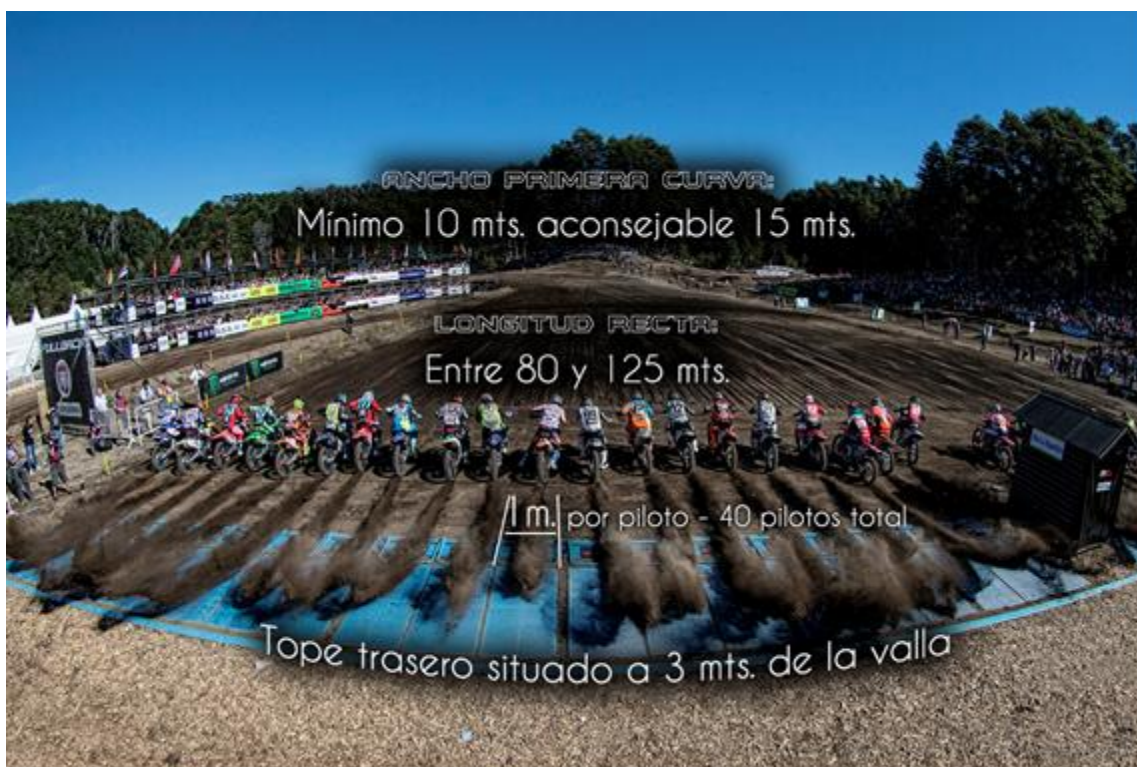 ANCHO PRIMERA CURVA:
Mínimo 10 mts. aconsejable 15 mts.
LONGITUD RECTA:
Entre 80 y 125 mts.
1 m. por piloto - 40 pilotos total
Tope trasero situado a 3 mts. de la valla